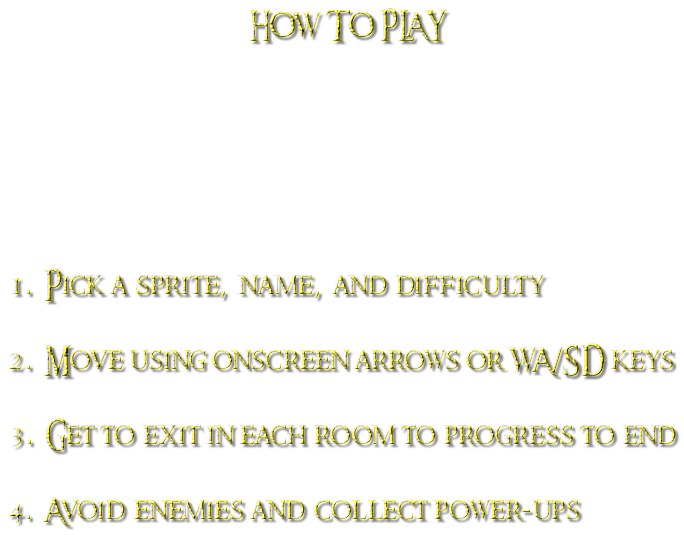 How To Play
1. Pick a sprite, name, and difficulty
2. Move using onscreen arrows or WA/SD keys
3. Get to exit in each room to progress to end
4. Avoid enemies and collect power-ups